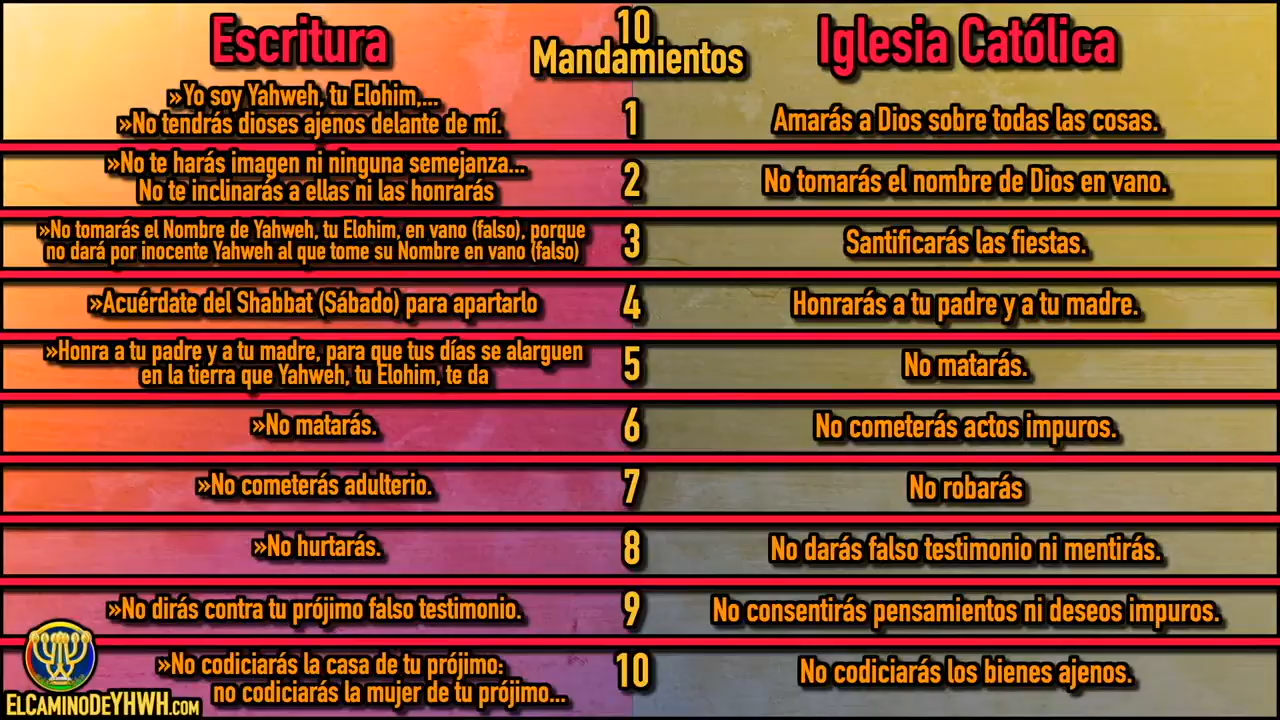 Escritura
10
Mandamientos
Iglesia Católica
»Yo soy Yahweh, tu Elohim,...
»No tendrás dioses ajenos delante de mí.
1
Amarás a Dios sobre todas las cosas.
»No te harás imagen ni ninguna semejanza...
No te inclinarás a ellas ni las honrarás
2
No tomarás el nombre de Dios en vano.
»No tomarás el Nombre de Yahweh, tu Elohim, en vano (falso), porque
no dará por inocente Yahweh al que tome su Nombre en vano (falso)
3
Santificarás las fiestas.
»Acuérdate del Shabbat (Sábado) para apartarlo
4
Honrarás a tu padre y a tu madre.
»Honra a tu padre y a tu madre, para que tus días se alarguen
en la tierra que Yahweh, tu Elohim, te da
5
No matarás.
»No matarás.
6
No cometerás actos impuros.
»No cometerás adulterio.
7
No robarás
»No hurtarás.
8
No darás falso testimonio ni mentirás.
»No dirás contra tu prójimo falso testimonio.
9
No consentirás pensamientos ni deseos impuros.
»No codiciarás la casa de tu prójimo:
no codiciarás la mujer de tu prójimo...
10
No codiciarás los bienes ajenos.
ELCAMINODEYHWH.com